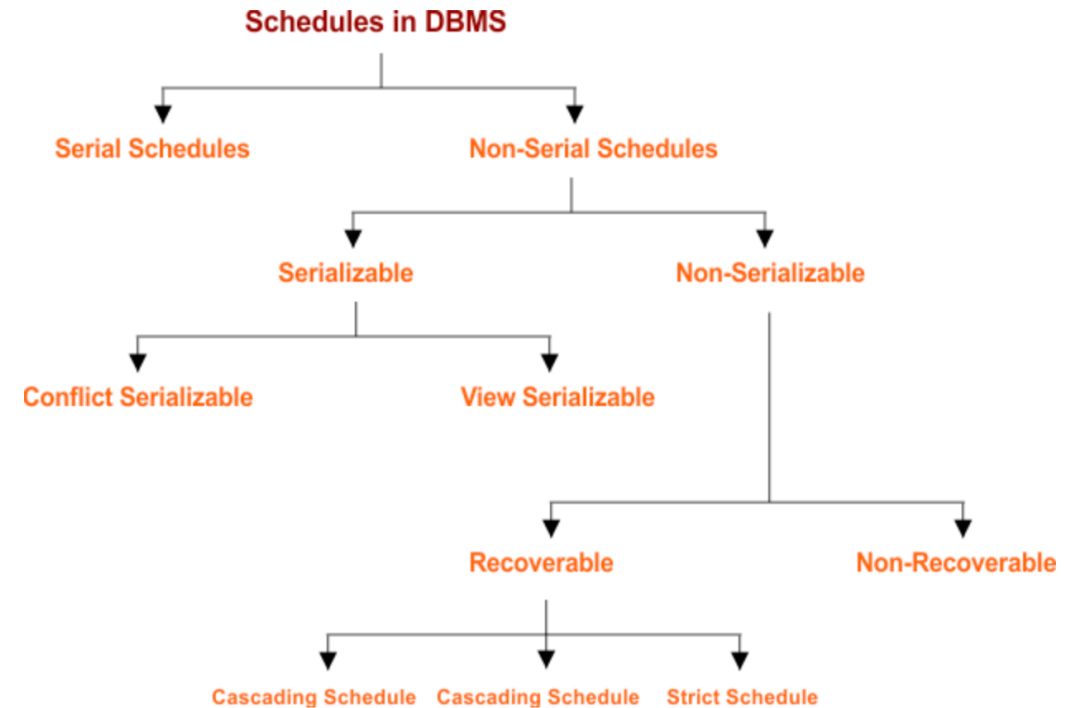 Schedules in DBMS
Serial Schedules
Non-Serial Schedules
Serializable
Non-Serializable
Conflict Serializable
View Serializable
Recoverable
Non-Recoverable
Cascading Schedule
Cascading Schedule
Strict Schedule